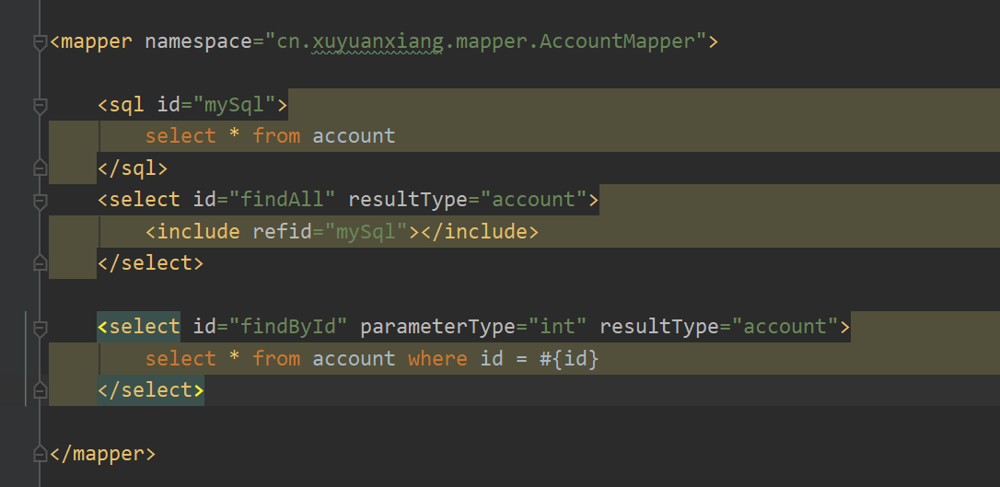 <mapper namespace="cn.xuyuanxiang.mapper.AccountMapper">
<sql id="mySql">
select * from account
</sql>
<select id="findAll" resultType="account">
<include refid="mySql"></include>
</select>
<select id="findById" parameterType="int" resultType="account">
select * from account where id = #{id}
</select>
</mapper>